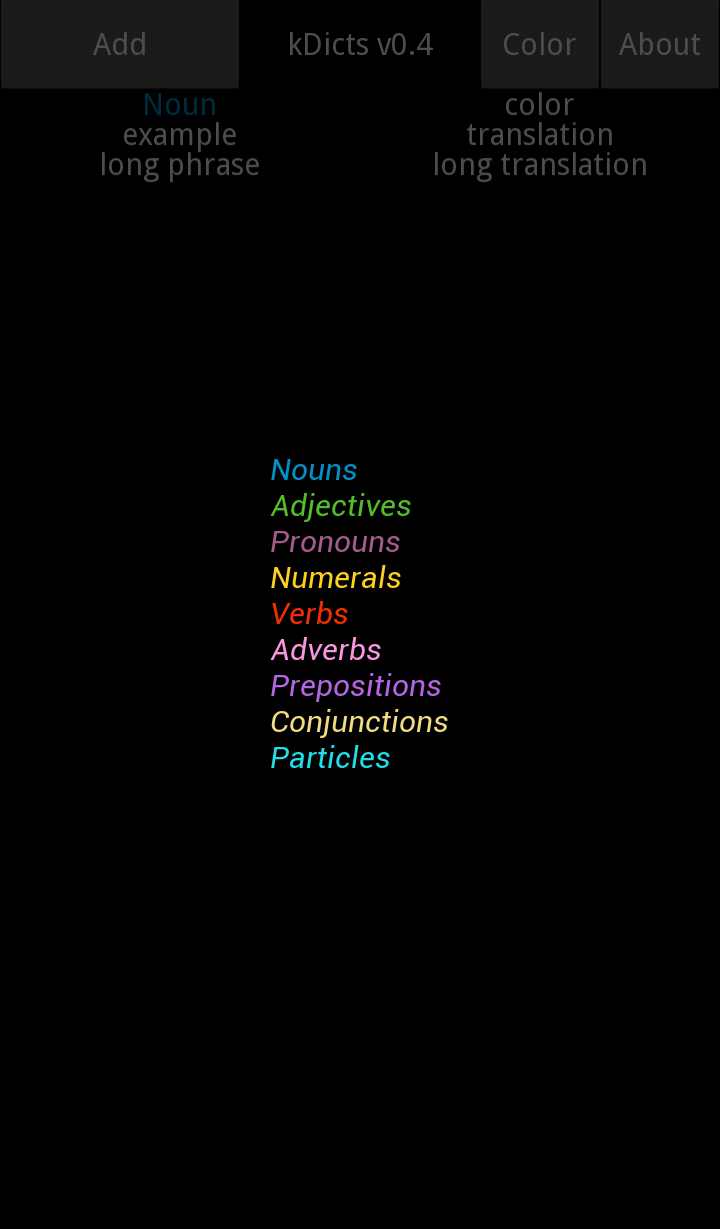 Add kDicts v0.4 Color About
Noun color
example translation
long phrase long translation
Nouns
Adjectives
Pronouns
Numerals
Verbs
Adverbs
Prepositions
Conjunctions
Particles